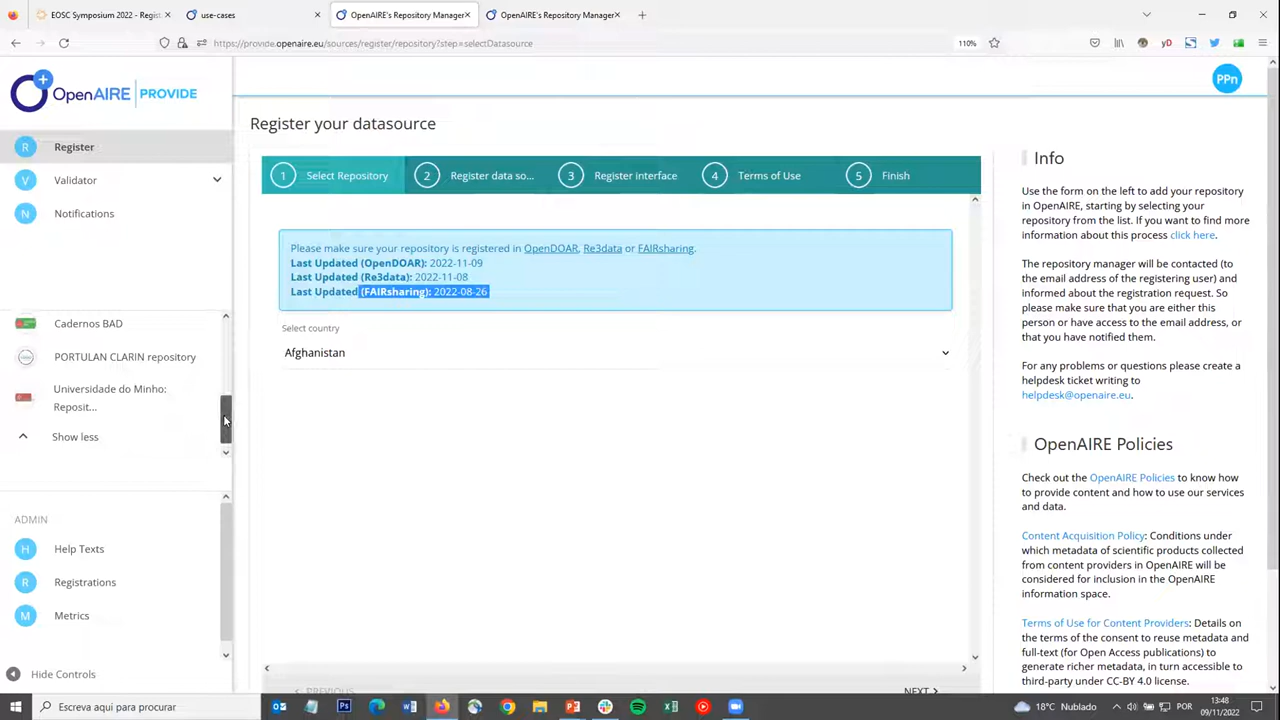 EOSC Symposium 2022 - Regist
use-cases
OpenAIRE's Repository Manager
OpenAIRE's Repository Manager
https://provide.openaire.eu/sources/register/repository?step=selectDatasource
110%
OpenAIRE | PROVIDE
PPn
R Register
V Validator
N Notifications
Cadernos BAD
PORTULAN CLARIN repository
Universidade do Minho:
Reposit...
Show less
ADMIN
H Help Texts
R Registrations
M Metrics
Hide Controls
Register your datasource
1 Select Repository
2 Register data so...
3 Register interface
4 Terms of Use
5 Finish
Please make sure your repository is registered in OpenDOAR, Re3data or FAIRsharing.
Last Updated (OpenDOAR): 2022-11-09
Last Updated (Re3data): 2022-11-08
Last Updated (FAIRsharing): 2022-08-26
Select country
Afghanistan
PREVIOUS
NEXT
Info
Use the form on the left to add your repository
in OpenAIRE, starting by selecting your
repository from the list. If you want to find more
information about this process click here.
The repository manager will be contacted (to
the email address of the registering user) and
informed about the registration request. So
please make sure that you are either this
person or have access to the email address, or
that you have notified them.
For any problems or questions please create a
helpdesk ticket writing to
helpdesk@openaire.eu.
OpenAIRE Policies
Check out the OpenAIRE Policies to know how
to provide content and how to use our services
and data.
Content Acquisition Policy: Conditions under
which metadata of scientific products collected
from content providers in OpenAIRE will be
considered for inclusion in the OpenAIRE
information space.
Terms of Use for Content Providers: Details on
the terms of the consent to reuse metadata and
full-text (for Open Access publications) to
generate richer metadata, in turn accessible to
third-party under CC-BY 4.0 license.
Escreva aqui para procurar
18°C Nublado
POR
13:48
09/11/2022